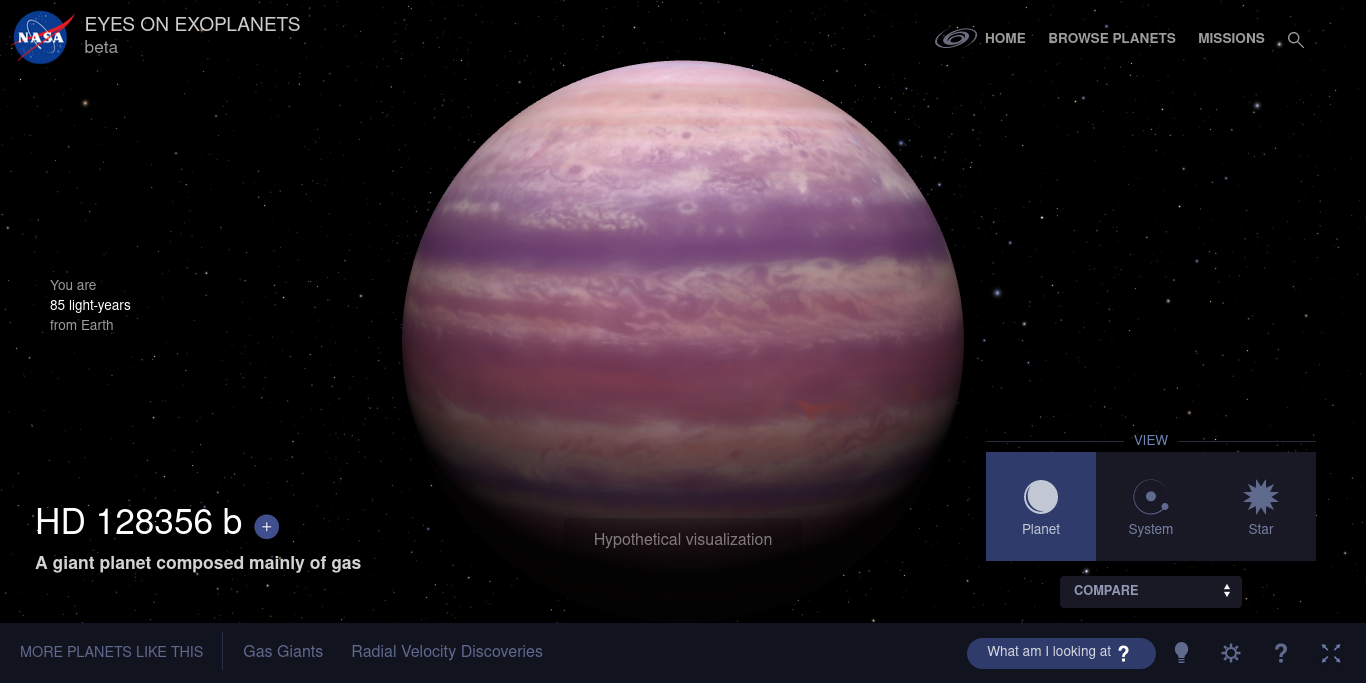 NASA
EYES ON EXOPLANETS
beta
HOME
BROWSE PLANETS
MISSIONS
You are
85 light-years
from Earth
VIEW
Planet
System
Star
HD 128356 b +
Hypothetical visualization
A giant planet composed mainly of gas
COMPARE
MORE PLANETS LIKE THIS
Gas Giants
Radial Velocity Discoveries
What am I looking at ?
?